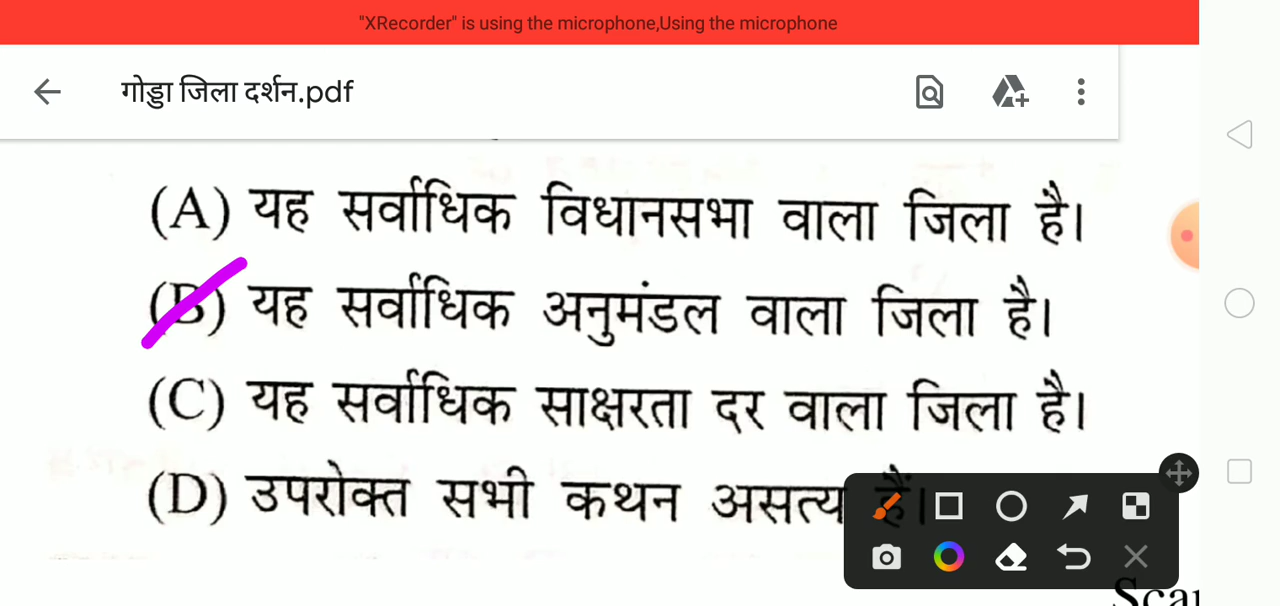 "XRecorder" is using the microphone,Using the microphone
गोड्डा जिला दर्शन.pdf
(A) यह सर्वाधिक विधानसभा वाला जिला है।
(B) यह सर्वाधिक अनुमंडल वाला जिला है।
(C) यह सर्वाधिक साक्षरता दर वाला जिला है।
(D) उपरोक्त सभी कथन असत्य हैं।